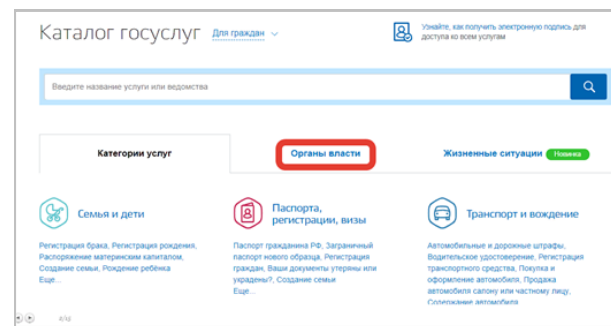 Каталог госуслуг Для граждан
Узнайте, как получить электронную подпись для
доступа ко всем услугам
Введите название услуги или ведомства
Категории услуг
Органы власти
Жизненные ситуации Новинка
Семья и дети
Регистрация брака, Регистрация рождения,
Распоряжение материнским капиталом,
Создание семьи, Рождение ребёнка
Еще...
Паспорта,
регистрации, визы
Паспорт гражданина РФ, Заграничный
паспорт нового образца, Регистрация
граждан, Ваши документы утеряны или
украдены?, Создание семьи
Еще...
Транспорт и вождение
Автомобильные и дорожные штрафы,
Водительское удостоверение, Регистрация
транспортного средства, Покупка и
оформление автомобиля, Продажа
автомобиля салону или частному лицу,
Содержание автомобиля